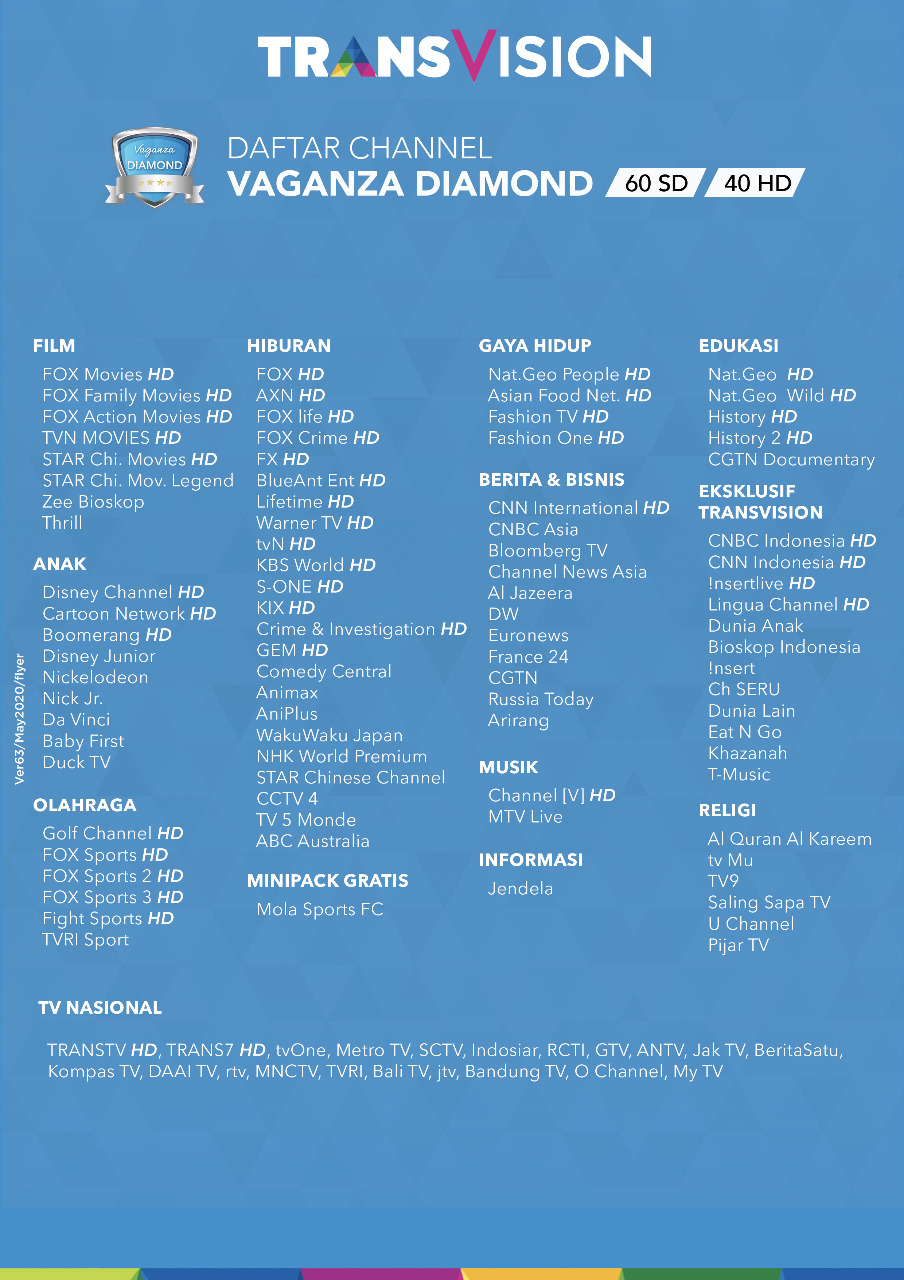 TRANSVISION
Vaganza
DIAMOND
DAFTAR CHANNEL
VAGANZA DIAMOND 60 SD 40 HD
FILM
FOX Movies HD
FOX Family Movies HD
FOX Action Movies HD
TVN MOVIES HD
STAR Chi. Movies HD
STAR Chi. Mov. Legend
Zee Bioskop
Thrill
ANAK
Disney Channel HD
Cartoon Network HD
Boomerang HD
Disney Junior
Nickelodeon
Nick Jr.
Da Vinci
Baby First
Duck TV
OLAHRAGA
Golf Channel HD
FOX Sports HD
FOX Sports 2 HD
FOX Sports 3 HD
Fight Sports HD
TVRI Sport
HIBURAN
FOX HD
AXN HD
FOX life HD
FOX Crime HD
FX HD
BlueAnt Ent HD
Lifetime HD
Warner TV HD
tvN HD
KBS World HD
S-ONE HD
KIX HD
Crime & Investigation HD
GEM HD
Comedy Central
Animax
AniPlus
WakuWaku Japan
NHK World Premium
STAR Chinese Channel
CCTV 4
TV 5 Monde
ABC Australia
MINIPACK GRATIS
Mola Sports FC
GAYA HIDUP
Nat.Geo People HD
Asian Food Net. HD
Fashion TV HD
Fashion One HD
BERITA & BISNIS
CNN International HD
CNBC Asia
Bloomberg TV
Channel News Asia
Al Jazeera
DW
Euronews
France 24
CGTN
Russia Today
Arirang
MUSIK
Channel [V] HD
MTV Live
INFORMASI
Jendela
EDUKASI
Nat.Geo HD
Nat.Geo Wild HD
History HD
History 2 HD
CGTN Documentary
EKSKLUSIF
TRANSVISION
CNBC Indonesia HD
CNN Indonesia HD
!nsertlive HD
Lingua Channel HD
Dunia Anak
Bioskop Indonesia
!nsert
Ch SERU
Dunia Lain
Eat N Go
Khazanah
T-Music
RELIGI
Al Quran Al Kareem
tv Mu
TV9
Saling Sapa TV
U Channel
Pijar TV
Ver63/May2020/flyer
TV NASIONAL
TRANSTV HD, TRANS7 HD, tvOne, Metro TV, SCTV, Indosiar, RCTI, GTV, ANTV, Jak TV, BeritaSatu,
Kompas TV, DAAI TV, rtv, MNCTV, TVRI, Bali TV, jtv, Bandung TV, O Channel, My TV